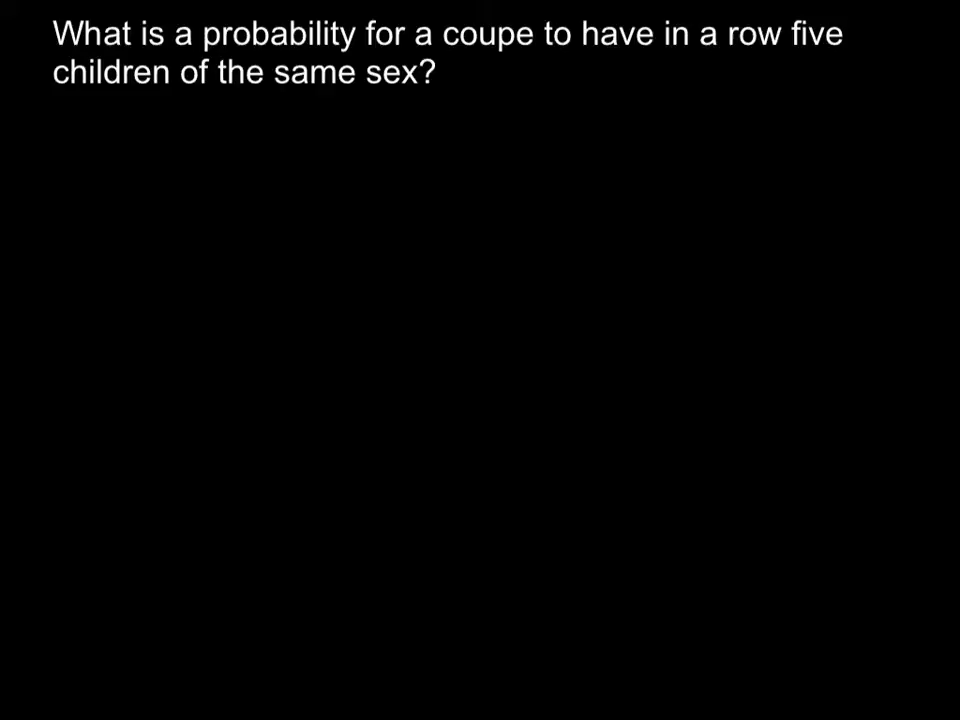 What is a probability for a coupe to have in a row five
children of the same sex?